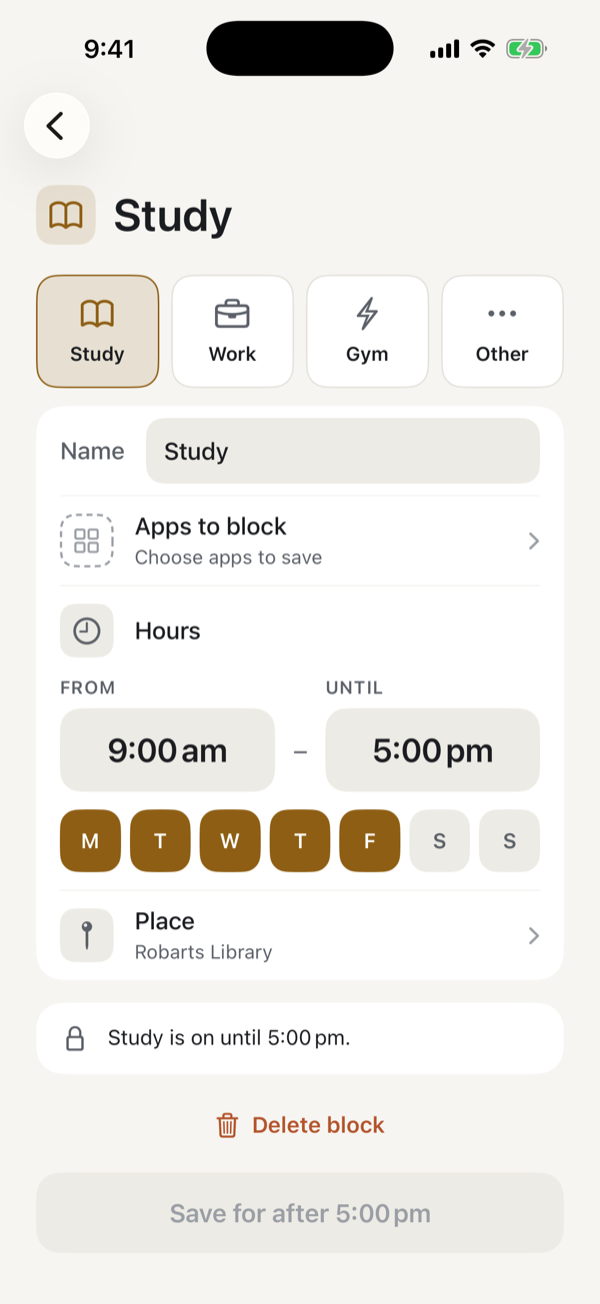 9:41
Study
Study
Work
Gym
Other
Name
Study
Apps to block
Choose apps to save
Hours
FROM
UNTIL
9:00 am
–
5:00 pm
M T W T F S S
Place
Robarts Library
Study is on until 5:00 pm.
Delete block
Save for after 5:00 pm